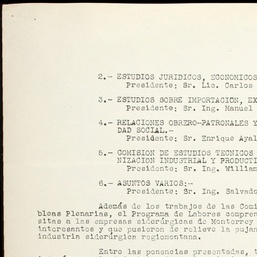 2.- ESTUDIOS JURIDICOS, ECONOMICOS
Presidente: Sr. Lic. Carlos
3.- ESTUDIOS SOBRE IMPORTACION, EX
Presidente: Sr. Ing. Manuel
4.- RELACIONES OBRERO-PATRONALES Y
DAD SOCIAL.-
Presidente: Sr. Enrique Ayal
5.- COMISION DE ESTUDIOS TECNICOS
NIZACION INDUSTRIAL Y PRODUCTI
Presidente: Sr. Ing. William
6.- ASUNTOS VARIOS:-
Presidente: Sr. Ing. Salvado
Además de los trabajos de las Comi
bleas Plenarias, el Programa de Labores compren
sitas a las empresas siderúrgicas de Monterrey
interesantes y que pusieron de relieve la pujan
industria siderúrgica regiomontana.
Entre las ponencias presentadas, t